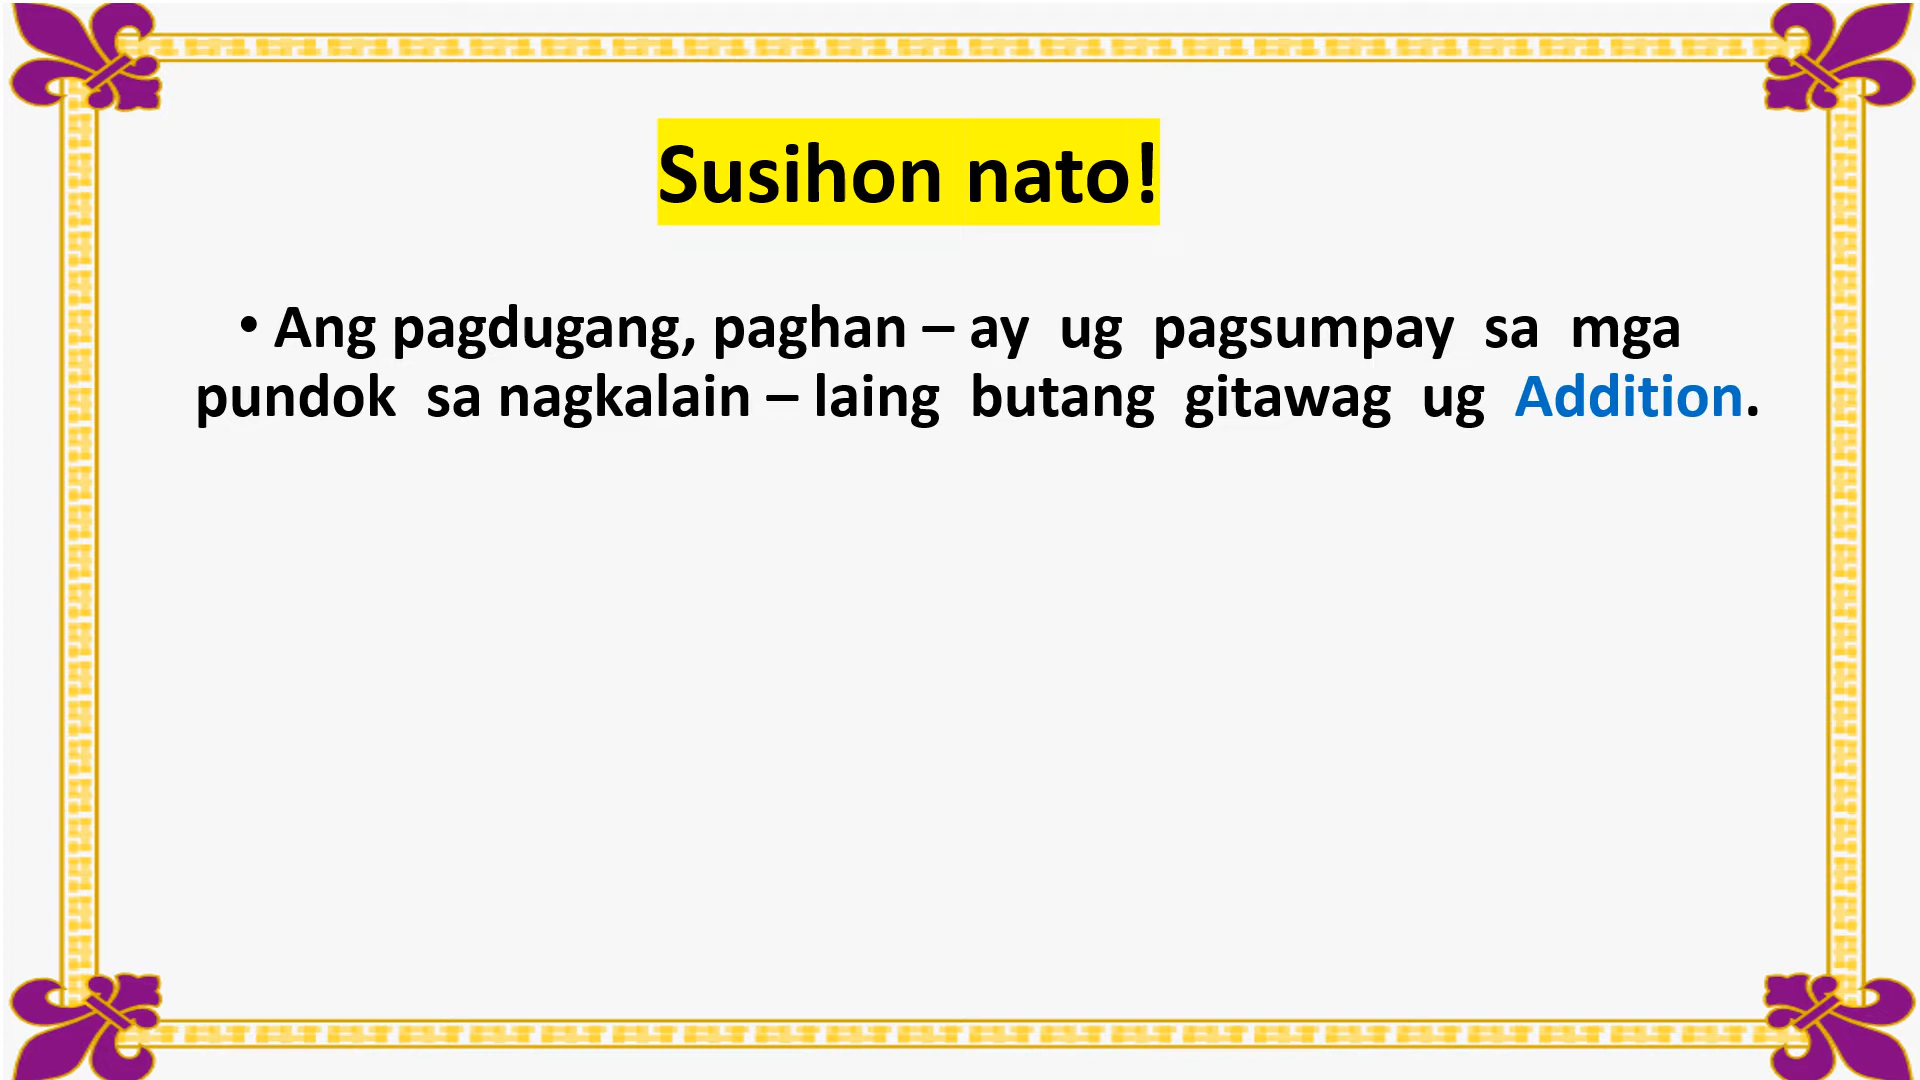 Susihon nato!
• Ang pagdugang, paghan – ay ug pagsumpay sa mga
pundok sa nagkalain – laing butang gitawag ug Addition.